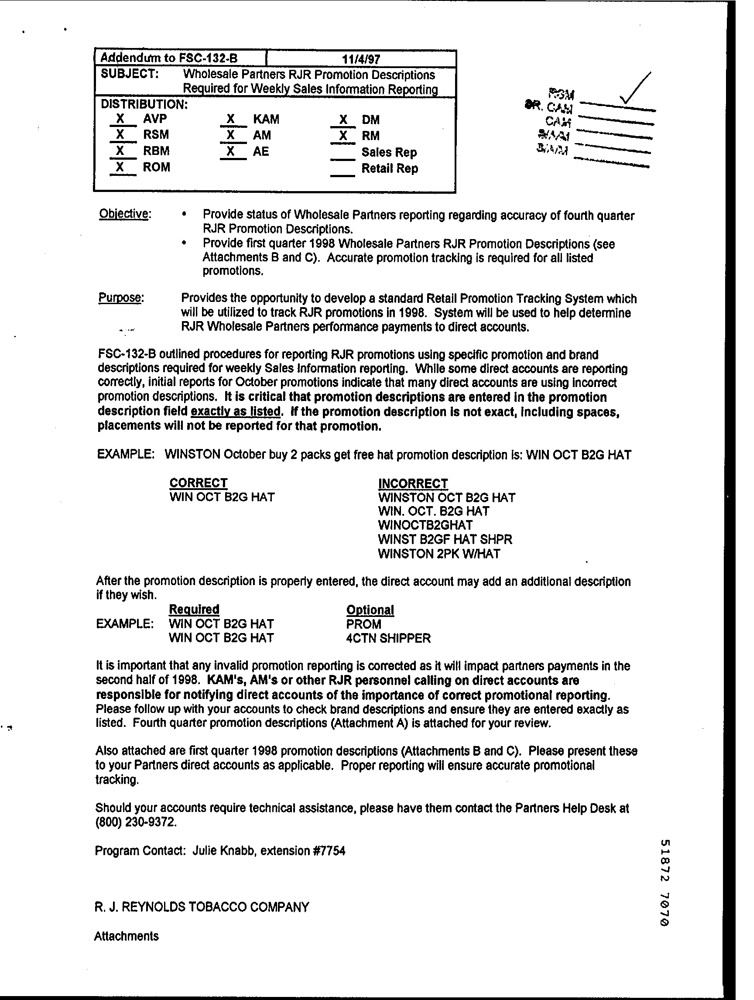 Addendum to FSC-132-B 11/4/97
SUBJECT: Wholesale Partners RJR Promotion Descriptions
Required for Weekly Sales Information Reporting
DISTRIBUTION:
X AVP X KAM X DM
X RSM X AM X RM
X RBM X AE Sales Rep
X ROM Retail Rep
RGM
SR. CAM
CAM
Objective: • Provide status of Wholesale Partners reporting regarding accuracy of fourth quarter
RJR Promotion Descriptions.
• Provide first quarter 1998 Wholesale Partners RJR Promotion Descriptions (see
Attachments B and C). Accurate promotion tracking is required for all listed
promotions.
Purpose: Provides the opportunity to develop a standard Retail Promotion Tracking System which
will be utilized to track RJR promotions in 1998. System will be used to help determine
RJR Wholesale Partners performance payments to direct accounts.
FSC-132-B outlined procedures for reporting RJR promotions using specific promotion and brand
descriptions required for weekly Sales Information reporting. While some direct accounts are reporting
correctly, initial reports for October promotions indicate that many direct accounts are using incorrect
promotion descriptions. It is critical that promotion descriptions are entered in the promotion
description field exactly as listed. If the promotion description is not exact, including spaces,
placements will not be reported for that promotion.
EXAMPLE: WINSTON October buy 2 packs get free hat promotion description is: WIN OCT B2G HAT
CORRECT INCORRECT
WIN OCT B2G HAT WINSTON OCT B2G HAT
WIN. OCT. B2G HAT
WINOCTB2GHAT
WINST B2GF HAT SHPR
WINSTON 2PK W/HAT
After the promotion description is properly entered, the direct account may add an additional description
if they wish.
Required Optional
EXAMPLE: WIN OCT B2G HAT PROM
WIN OCT B2G HAT 4CTN SHIPPER
It is important that any invalid promotion reporting is corrected as it will impact partners payments in the
second half of 1998. KAM's, AM's or other RJR personnel calling on direct accounts are
responsible for notifying direct accounts of the importance of correct promotional reporting.
Please follow up with your accounts to check brand descriptions and ensure they are entered exactly as
listed. Fourth quarter promotion descriptions (Attachment A) is attached for your review.
Also attached are first quarter 1998 promotion descriptions (Attachments B and C). Please present these
to your Partners direct accounts as applicable. Proper reporting will ensure accurate promotional
tracking.
Should your accounts require technical assistance, please have them contact the Partners Help Desk at
(800) 230-9372.
Program Contact: Julie Knabb, extension #7754
R. J. REYNOLDS TOBACCO COMPANY
Attachments
51872 7070